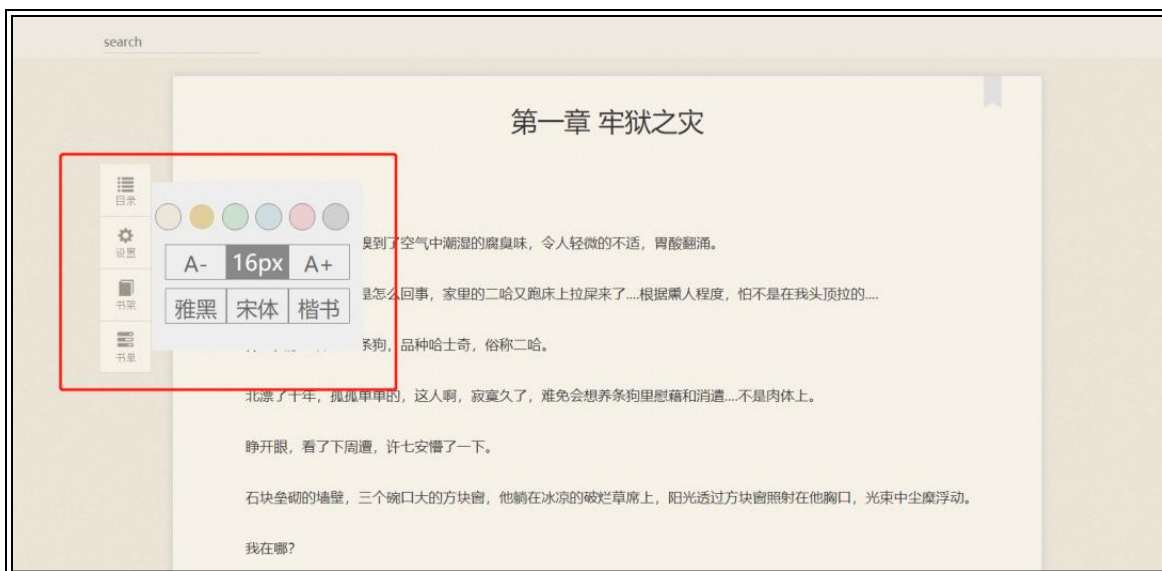 search
第一章 牢狱之灾
目录
设置
书架
书单
A- 16px A+
雅黑 宋体 楷书
到了空气中潮湿的腐臭味，令人轻微的不适，胃酸翻涌。
是怎么回事，家里的二哈又跑床上拉屎来了....根据熏人程度，怕不是在我头顶拉的....
条狗，品种哈士奇，俗称二哈。
北漂了十年，孤孤单单的，这人啊，寂寞久了，难免会想养条狗里慰藉和消遣....不是肉体上。
睁开眼，看了下周遭，许七安懵了一下。
石块垒砌的墙壁，三个碗口大的方块窗，他躺在冰凉的破烂草席上，阳光透过方块窗照射在他胸口，光束中尘糜浮动。
我在哪？